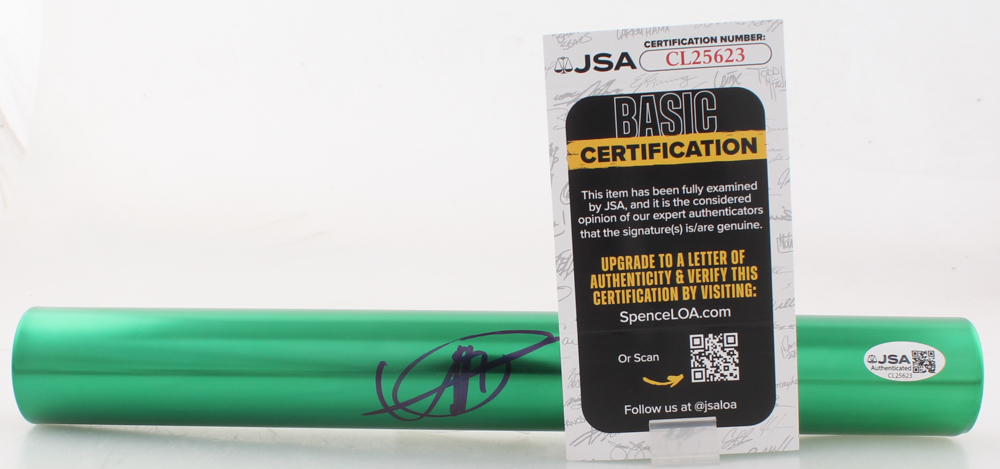 JSA
CERTIFICATION NUMBER:
CL25623
BASIC
CERTIFICATION
This item has been fully examined
by JSA, and it is the considered
opinion of our expert authenticators
that the signature(s) is/are genuine.
UPGRADE TO A LETTER OF
AUTHENTICITY & VERIFY THIS
CERTIFICATION BY VISITING:
SpenceLOA.com
Or Scan
Follow us at @jsaloa
JSA
Authenticated
CL25623